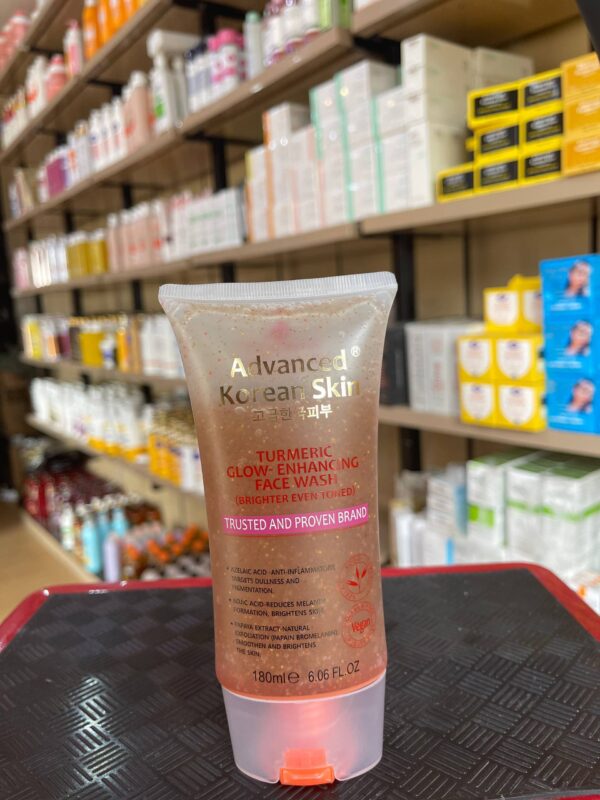 Advanced®
Korean Skin
고급한국피부
TURMERIC
GLOW- ENHANCING
FACE WASH
(BRIGHTER EVEN TONED)
TRUSTED AND PROVEN BRAND
• AZELAIC ACID -ANTI-INFLAMMATORY,
TARGETS DULLNESS AND
PIGMENTATION.
• KOJIC ACID-REDUCES MELANIN
FORMATION, BRIGHTENS SKIN
• PAPAYA EXTRACT-NATURAL
EXFOLIATION (PAPAIN BROMELAIN),
SMOOTHEN AND BRIGHTENS
THE SKIN.
Vegan
180ml e 6.06 FL.OZ